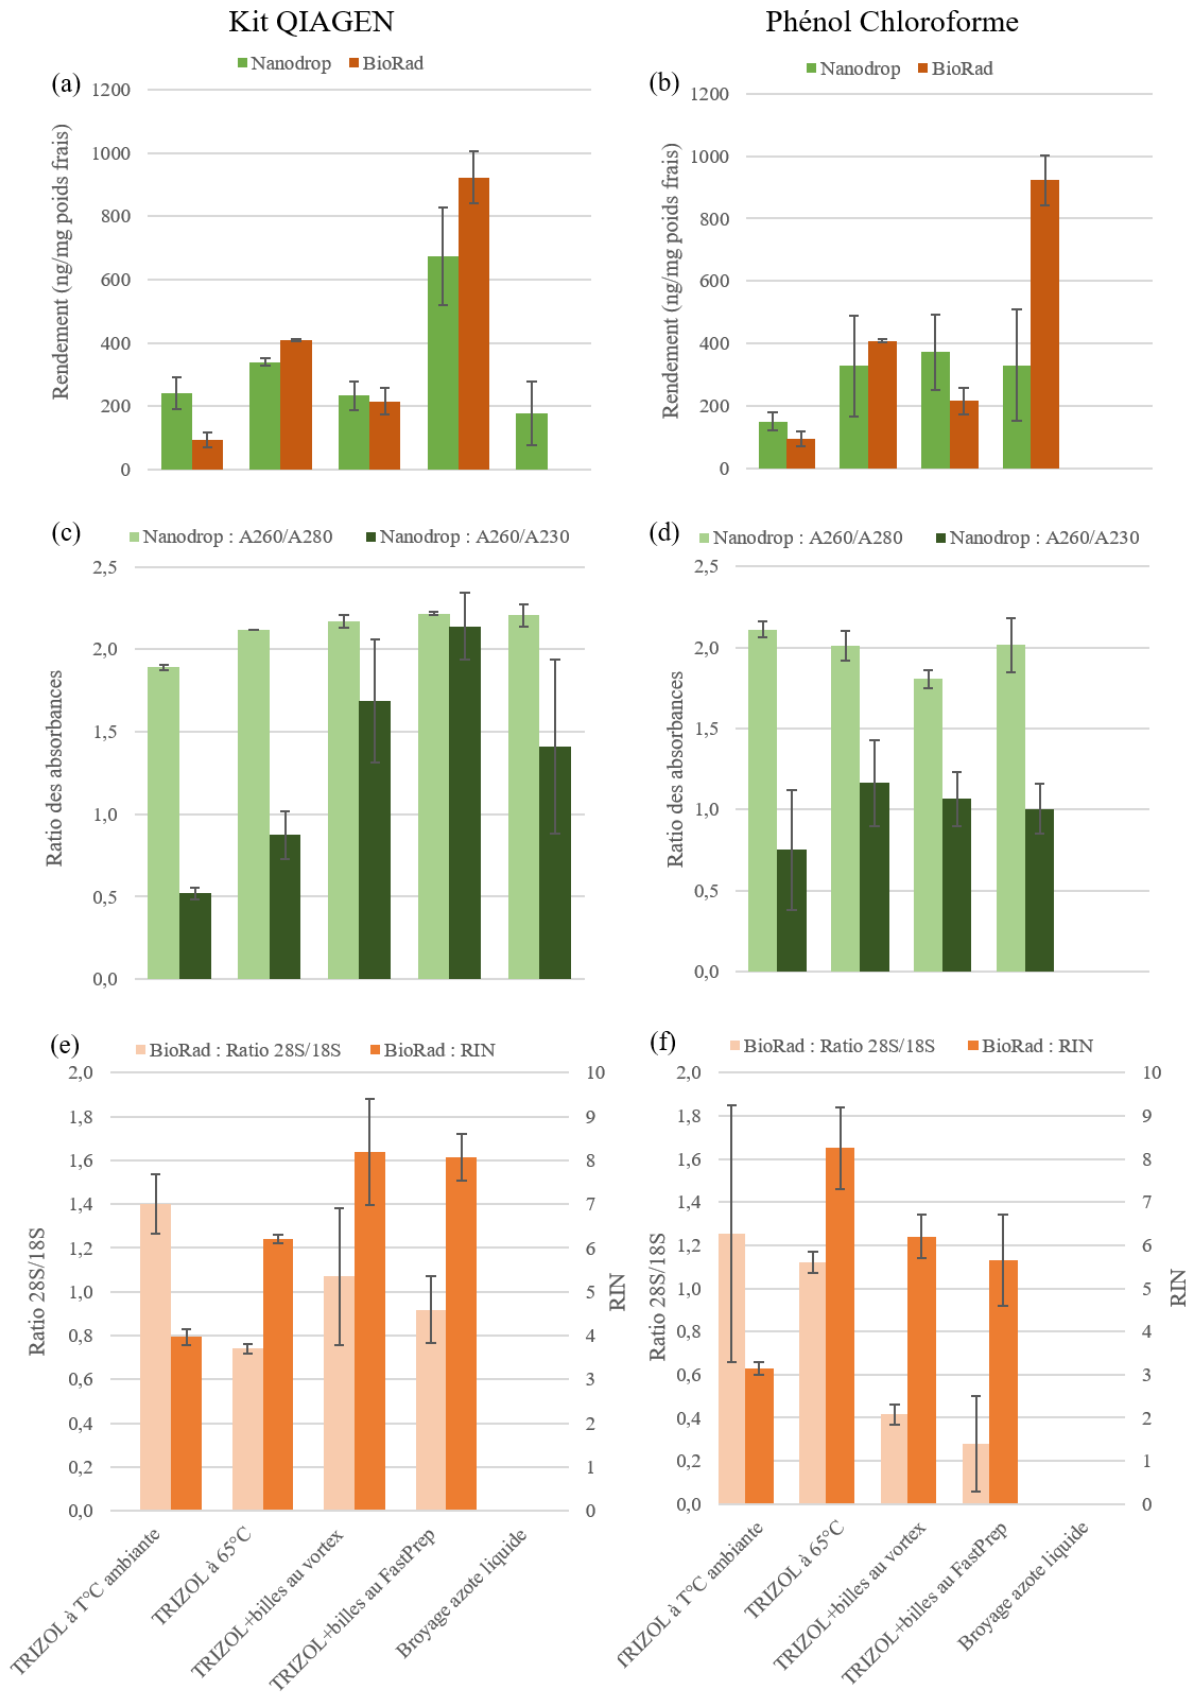 Kit QIAGEN
Phénol Chloroforme
(a)
Nanodrop
BioRad
Rendement (ng/mg poids frais)
1200
1000
800
600
400
200
0
(b)
Nanodrop
BioRad
Rendement (ng/mg poids frais)
1200
1000
800
600
400
200
0
(c)
Nanodrop : A260/A280
Nanodrop : A260/A230
Ratio des absorbances
2,5
2,0
1,5
1,0
0,5
0,0
(d)
Nanodrop : A260/A280
Nanodrop : A260/A230
Ratio des absorbances
2,5
2,0
1,5
1,0
0,5
0,0
(e)
BioRad : Ratio 28S/18S
BioRad : RIN
Ratio 28S/18S
2,0
1,8
1,6
1,4
1,2
1,0
0,8
0,6
0,4
0,2
0,0
10
9
8
7
6
5
4
3
2
1
0
RIN
TRIZOL à T°C ambiante
TRIZOL à 65°C
TRIZOL+billes au vortex
TRIZOL+billes au FastPrep
Broyage azote liquide
(f)
BioRad : Ratio 28S/18S
BioRad : RIN
Ratio 28S/18S
2,0
1,8
1,6
1,4
1,2
1,0
0,8
0,6
0,4
0,2
0,0
10
9
8
7
6
5
4
3
2
1
0
RIN
TRIZOL à T°C ambiante
TRIZOL à 65°C
TRIZOL+billes au vortex
TRIZOL+billes au FastPrep
Broyage azote liquide